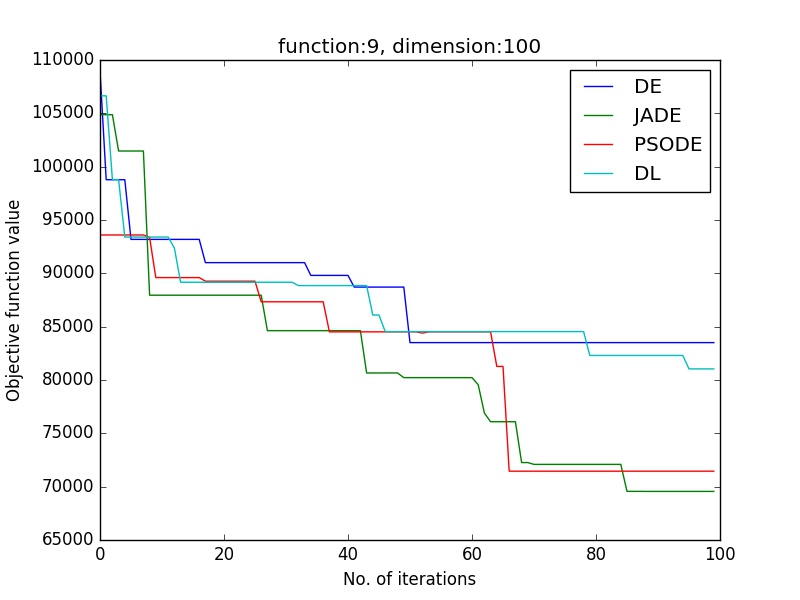 function:9, dimension:100
110000
105000
100000
95000
90000
85000
80000
75000
70000
65000
Objective function value
DE
JADE
PSODE
DL
0 20 40 60 80 100
No. of iterations